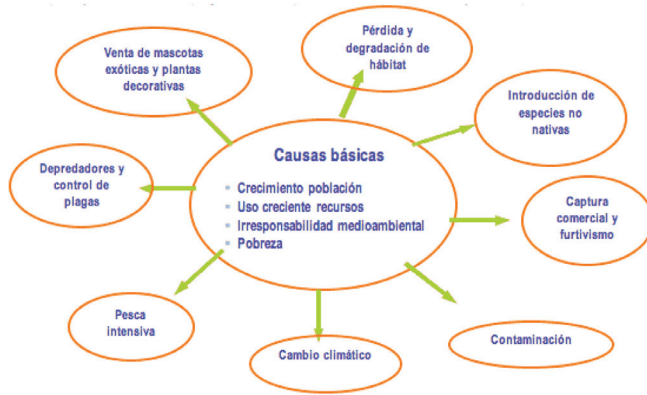 Venta de mascotas
exóticas y plantas
decorativas
Pérdida y
degradación de
hábitat
Introducción de
especies no
nativas
Depredadores y
control de
plagas
Causas básicas
Crecimiento población
Uso creciente recursos
Irresponsabilidad medioambiental
Pobreza
Captura
comercial y
furtivismo
Pesca
intensiva
Cambio climático
Contaminación